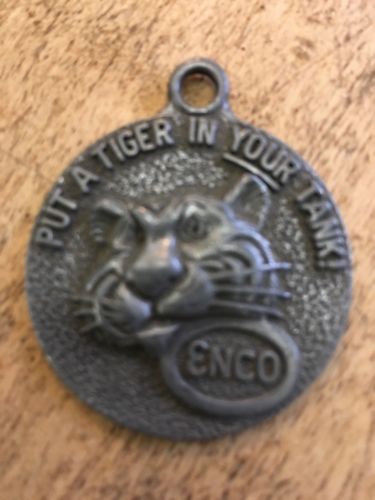 PUT A TIGER IN YOUR TANK!
ENCO